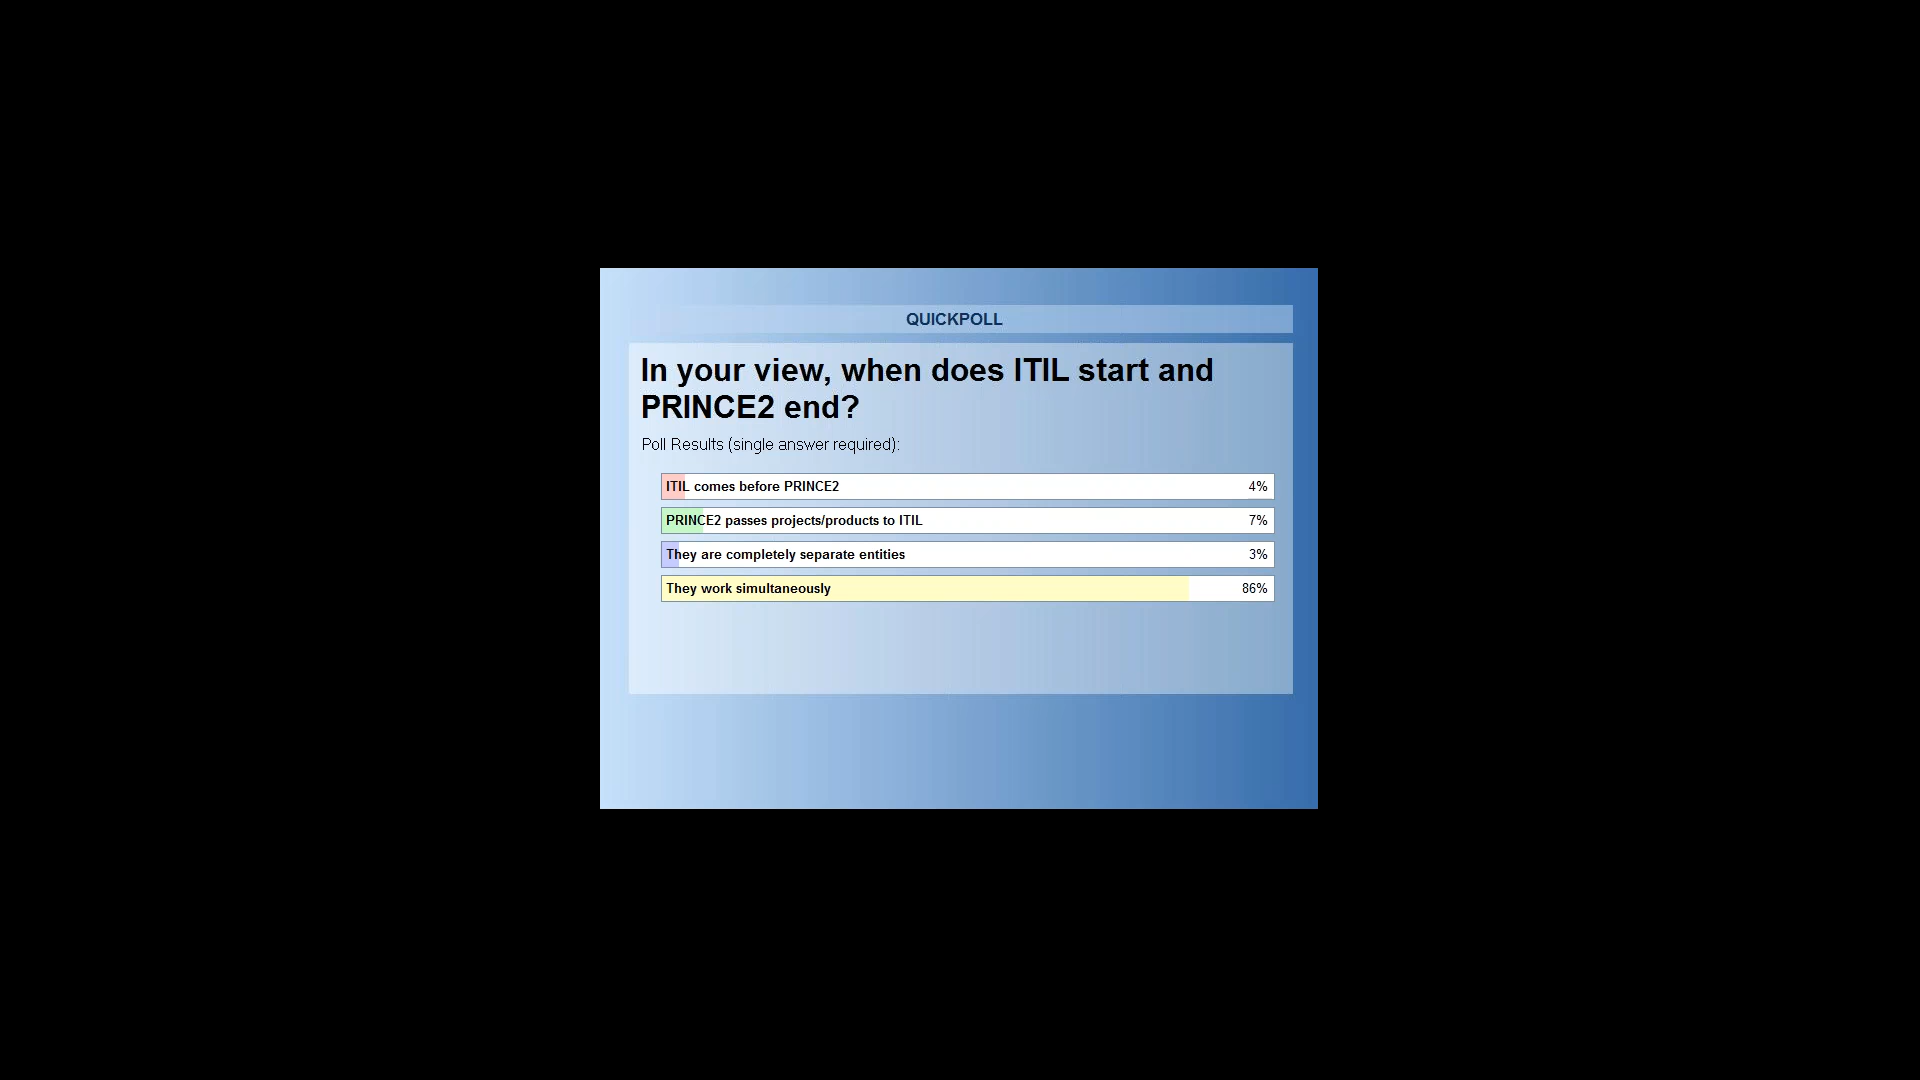 QUICKPOLL
In your view, when does ITIL start and
PRINCE2 end?
Poll Results (single answer required):
ITIL comes before PRINCE2 4%
PRINCE2 passes projects/products to ITIL 7%
They are completely separate entities 3%
They work simultaneously 86%